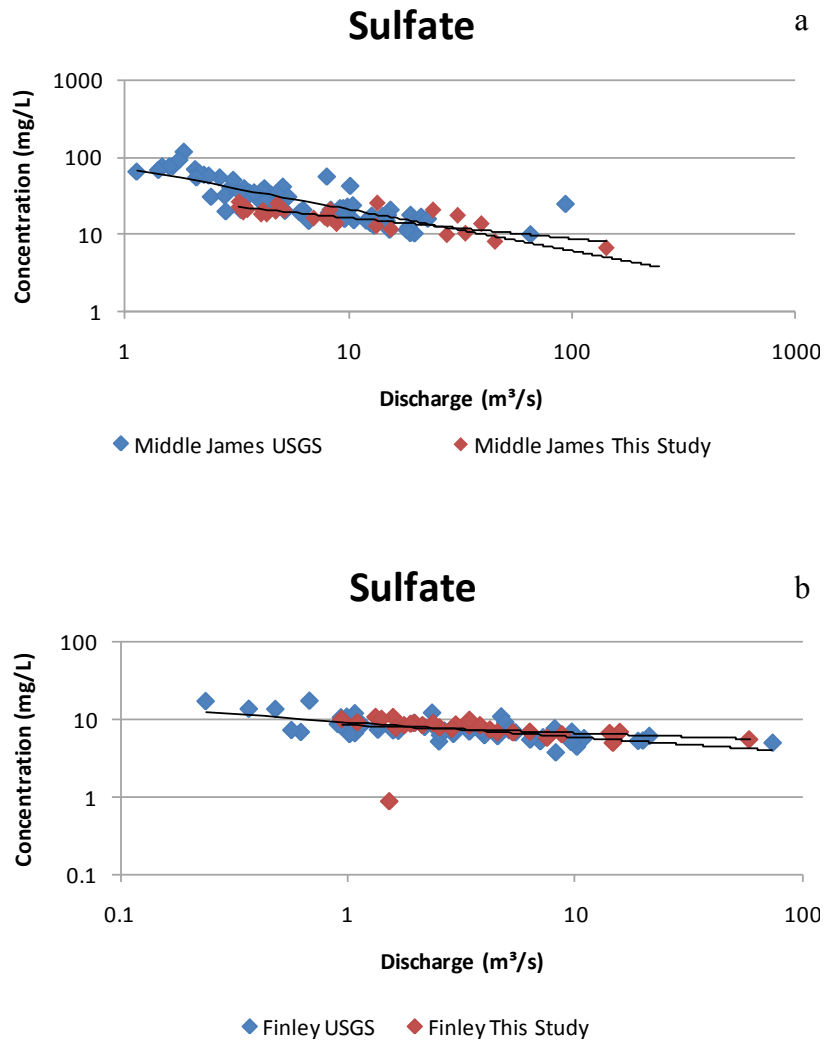 Sulfate
a
1000
100
10
1
Concentration (mg/L)
1 10 100 1000
Discharge (m³/s)
Middle James USGS Middle James This Study
Sulfate
b
100
10
1
0.1
Concentration (mg/L)
0.1 1 10 100
Discharge (m³/s)
Finley USGS Finley This Study